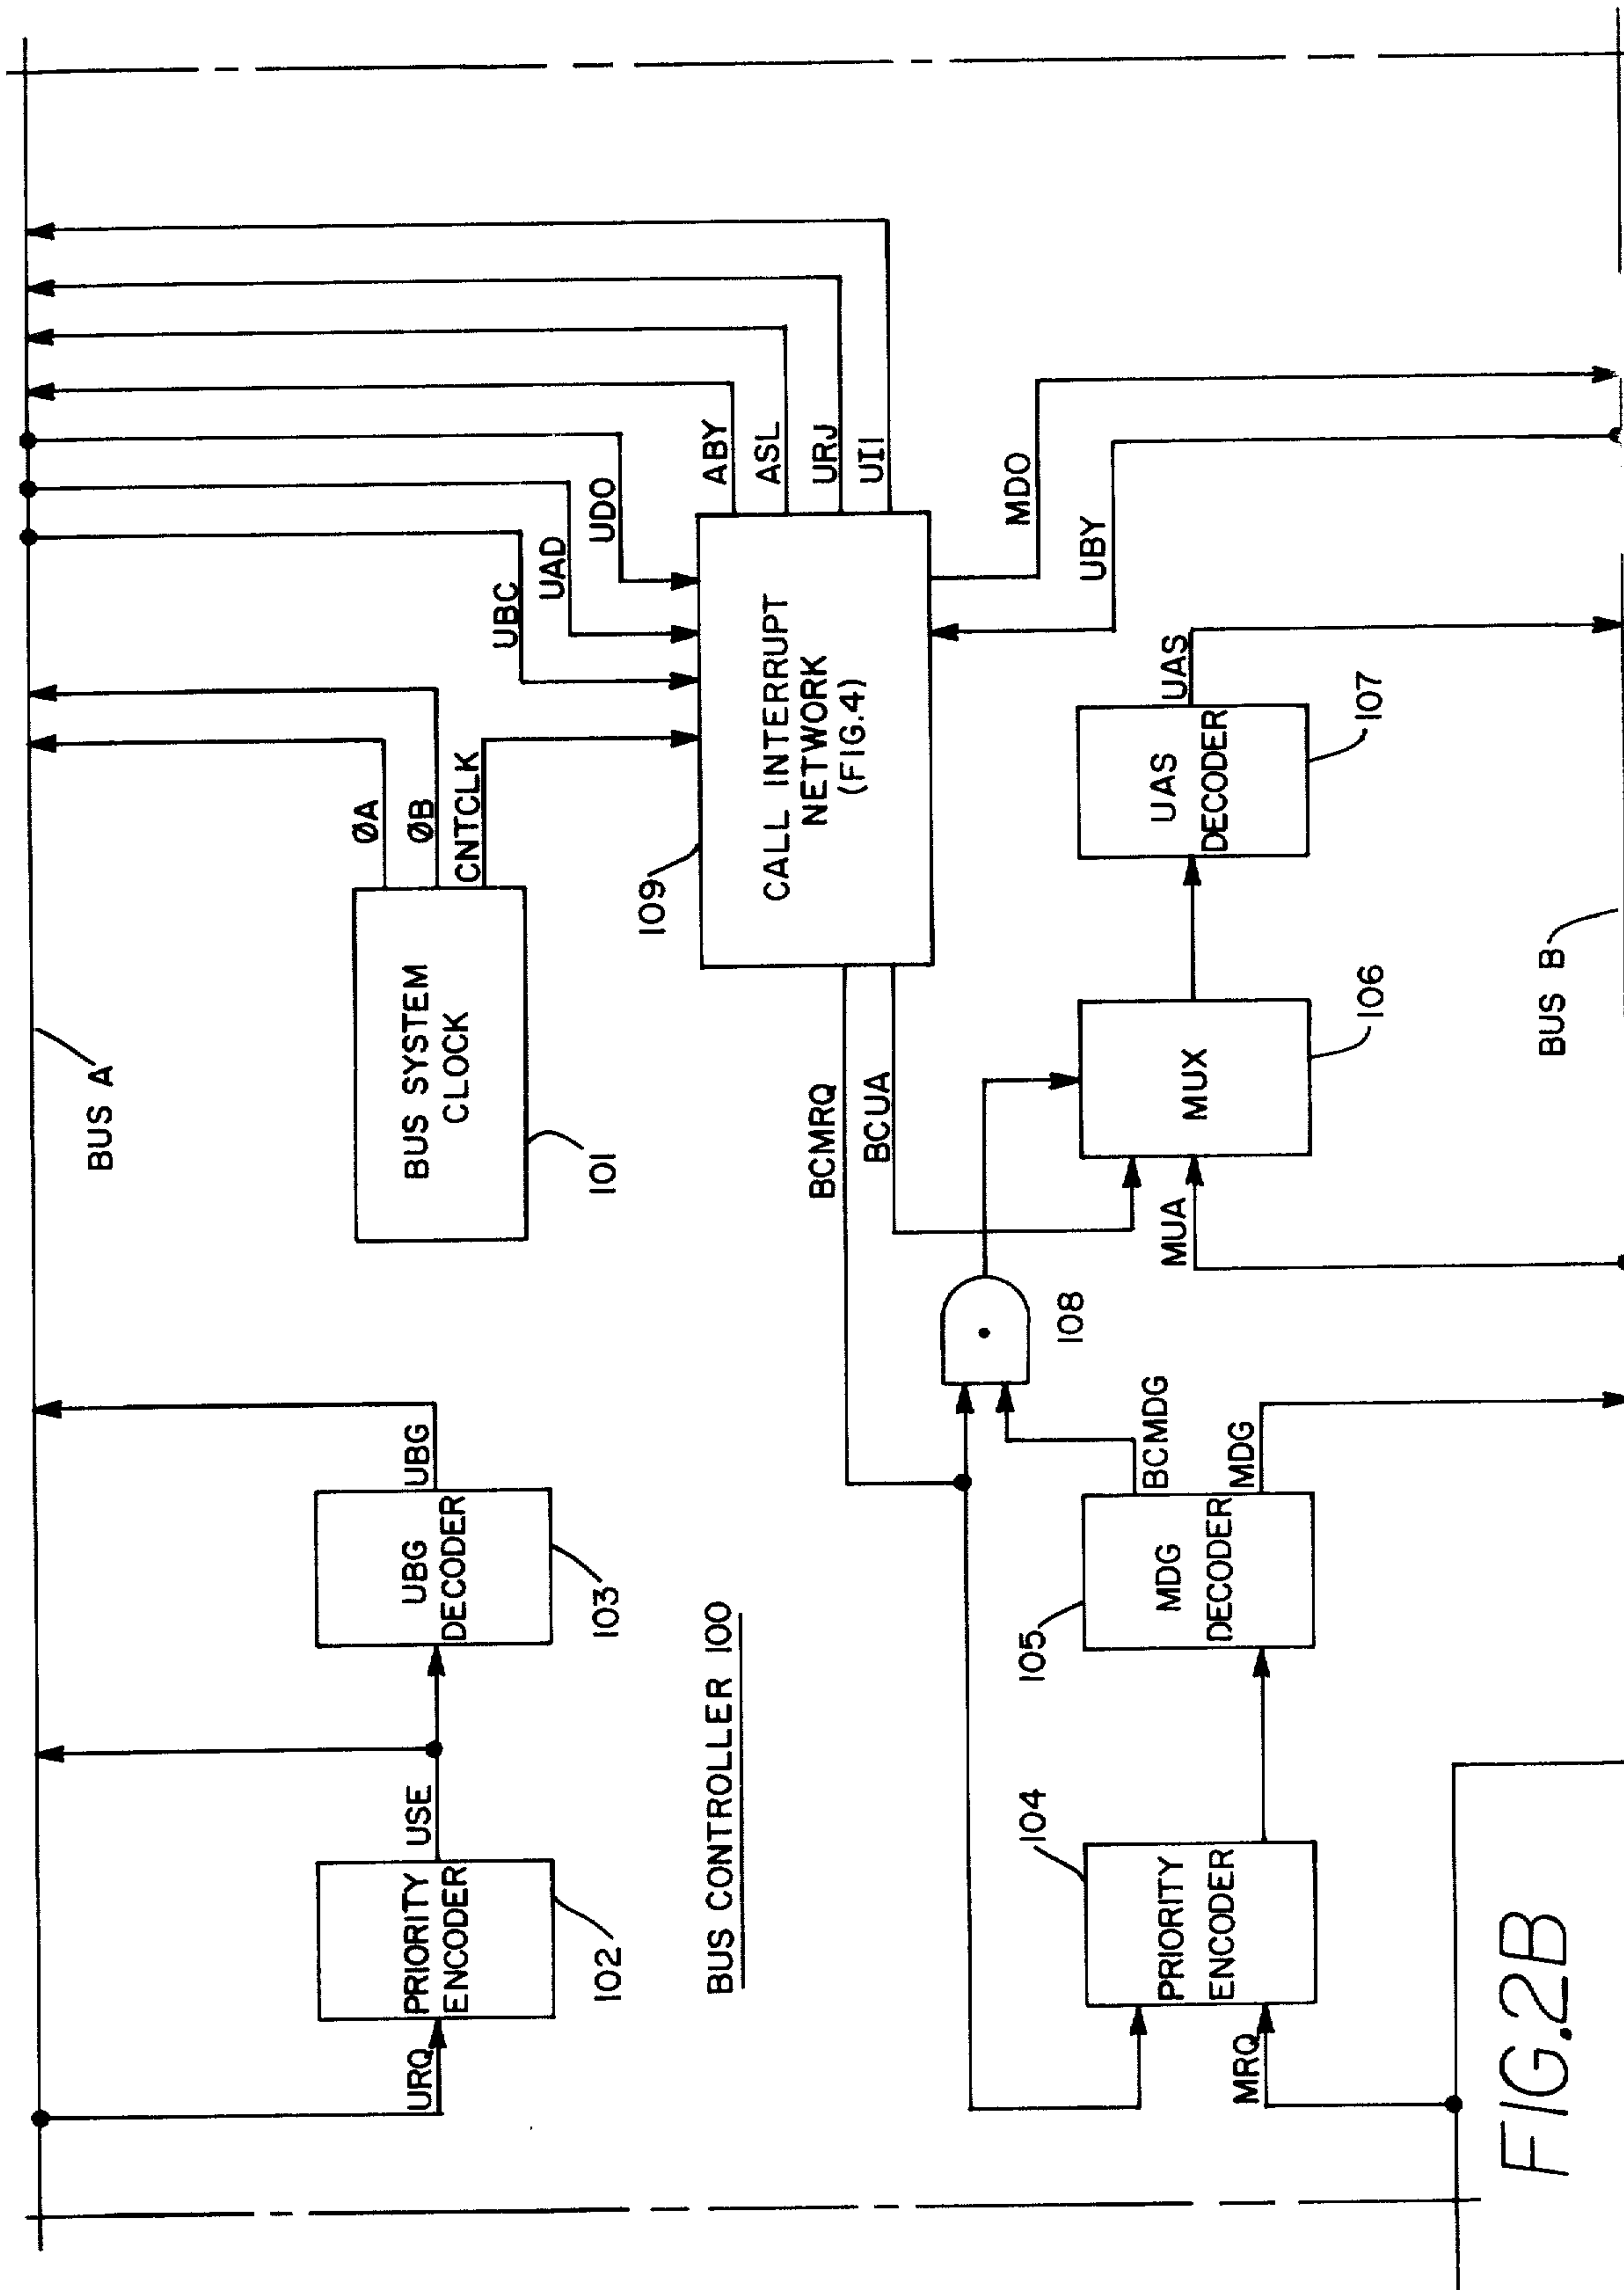 BUS A
URQ
PRIORITY
ENCODER
USE
102
UBG
DECODER
UBG
103
BUS SYSTEM
CLOCK
101
ØA
ØB
CNTCLK
UBC
UAD
UDO
BUS CONTROLLER 100
109
CALL INTERRUPT
NETWORK
(FIG.4)
ABY
ASL
URJ
UII
BCMRQ
BCUA
MDO
UBY
104
PRIORITY
ENCODER
MRQ
105
MDG
DECODER
BCMDG
MDG
108
MUA
MUX
106
UAS
DECODER
UAS
107
BUS B
FIG.2B